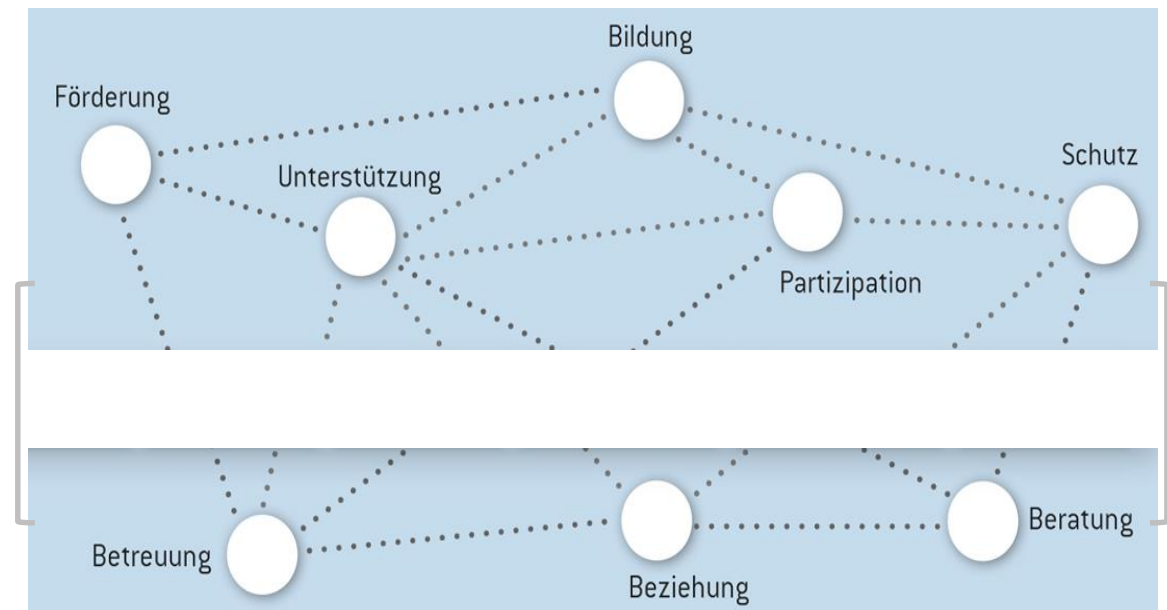 Bildung
Förderung
Schutz
Unterstützung
Partizipation
Beratung
Betreuung
Beziehung